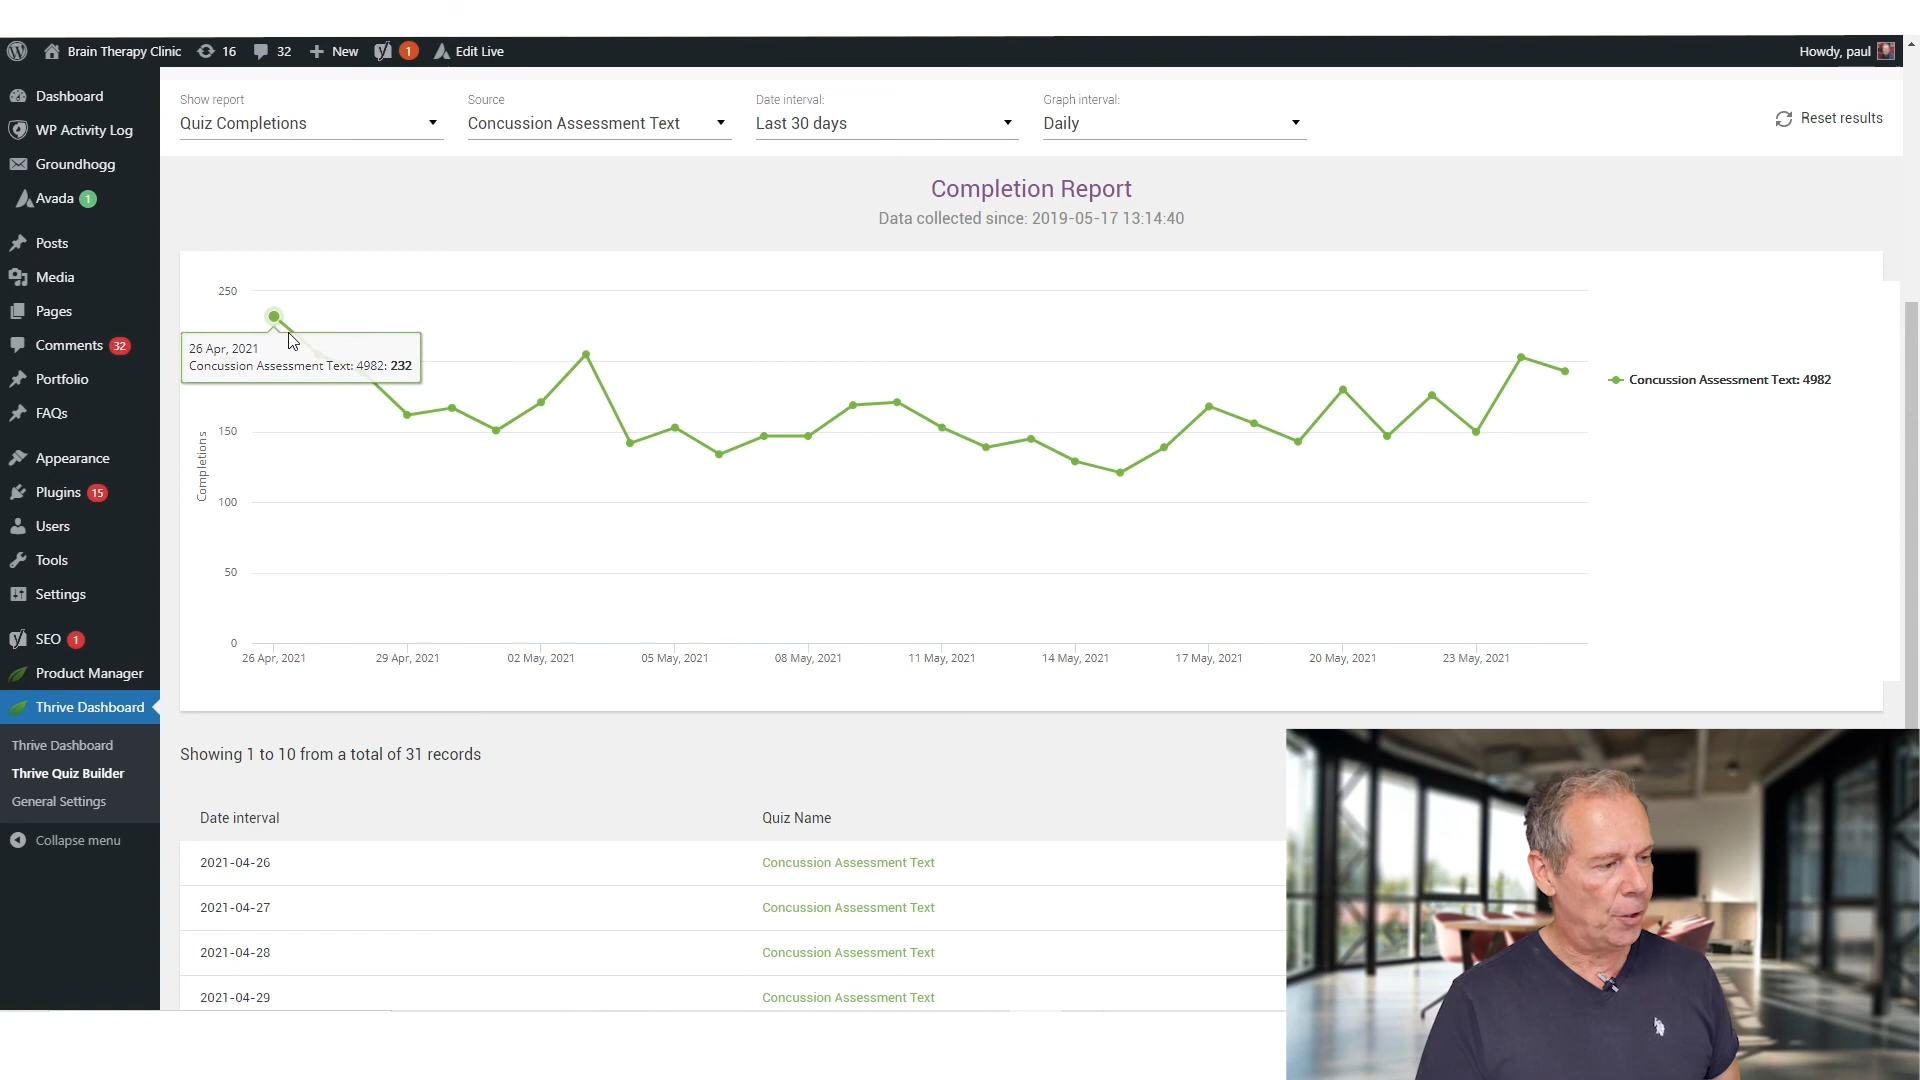 Brain Therapy Clinic 16 32 New 1 Edit Live Howdy, paul
Dashboard
WP Activity Log
Groundhogg
Avada 1
Posts
Media
Pages
Comments 32
Portfolio
FAQs
Appearance
Plugins 15
Users
Tools
Settings
SEO 1
Product Manager
Thrive Dashboard
Thrive Dashboard
Thrive Quiz Builder
General Settings
Collapse menu
Show report Source Date interval: Graph interval:
Quiz Completions Concussion Assessment Text Last 30 days Daily Reset results
Completion Report
Data collected since: 2019-05-17 13:14:40
250
26 Apr, 2021
Concussion Assessment Text: 4982: 232
Concussion Assessment Text: 4982
150
Completions
100
50
0
26 Apr, 2021 29 Apr, 2021 02 May, 2021 05 May, 2021 08 May, 2021 11 May, 2021 14 May, 2021 17 May, 2021 20 May, 2021 23 May, 2021
Showing 1 to 10 from a total of 31 records
Date interval Quiz Name
2021-04-26 Concussion Assessment Text
2021-04-27 Concussion Assessment Text
2021-04-28 Concussion Assessment Text
2021-04-29 Concussion Assessment Text